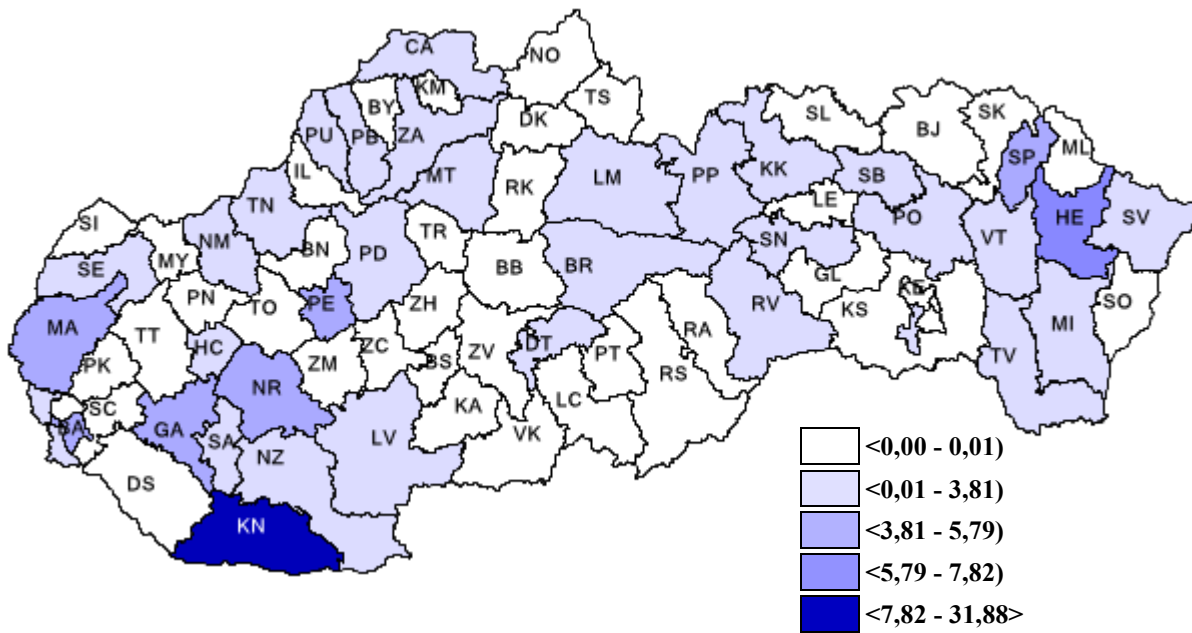 CA
NO
KM
TS
BY
PU
PB
ZA
DK
SL
BJ
SK
ML
SP
IL
MT
RK
LM
PP
KK
SB
LE
TN
SI
NM
MY
BN
PD
TR
BB
BR
SN
PO
VT
HE
SV
SE
PN
TO
PE
ZH
GL
KS
KE
SO
MA
TT
HC
ZM
ZC
BS
ZV
DT
PT
RA
RV
TV
MI
PK
SC
NR
KA
LC
RS
BA
GA
SA
NZ
LV
VK
DS
KN
<0,00 - 0,01)
<0,01 - 3,81)
<3,81 - 5,79)
<5,79 - 7,82)
<7,82 - 31,88>